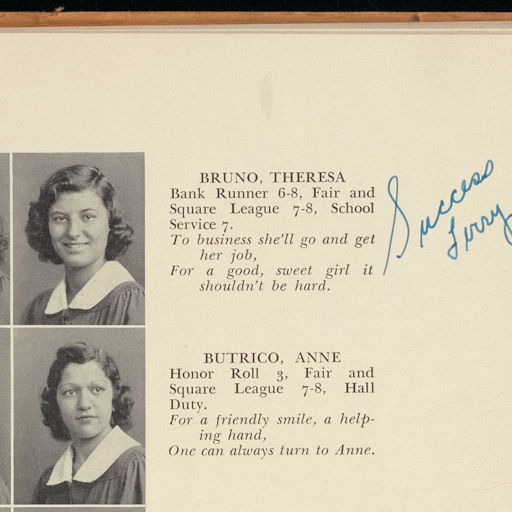 BRUNO, THERESA
Bank Runner 6-8, Fair and
Square League 7-8, School
Service 7.
To business she'll go and get
her job,
For a good, sweet girl it
shouldn't be hard.
Success
BUTRICO, ANNE
Honor Roll 3, Fair and
Square League 7-8, Hall
Duty.
For a friendly smile, a help-
ing hand,
One can always turn to Anne.